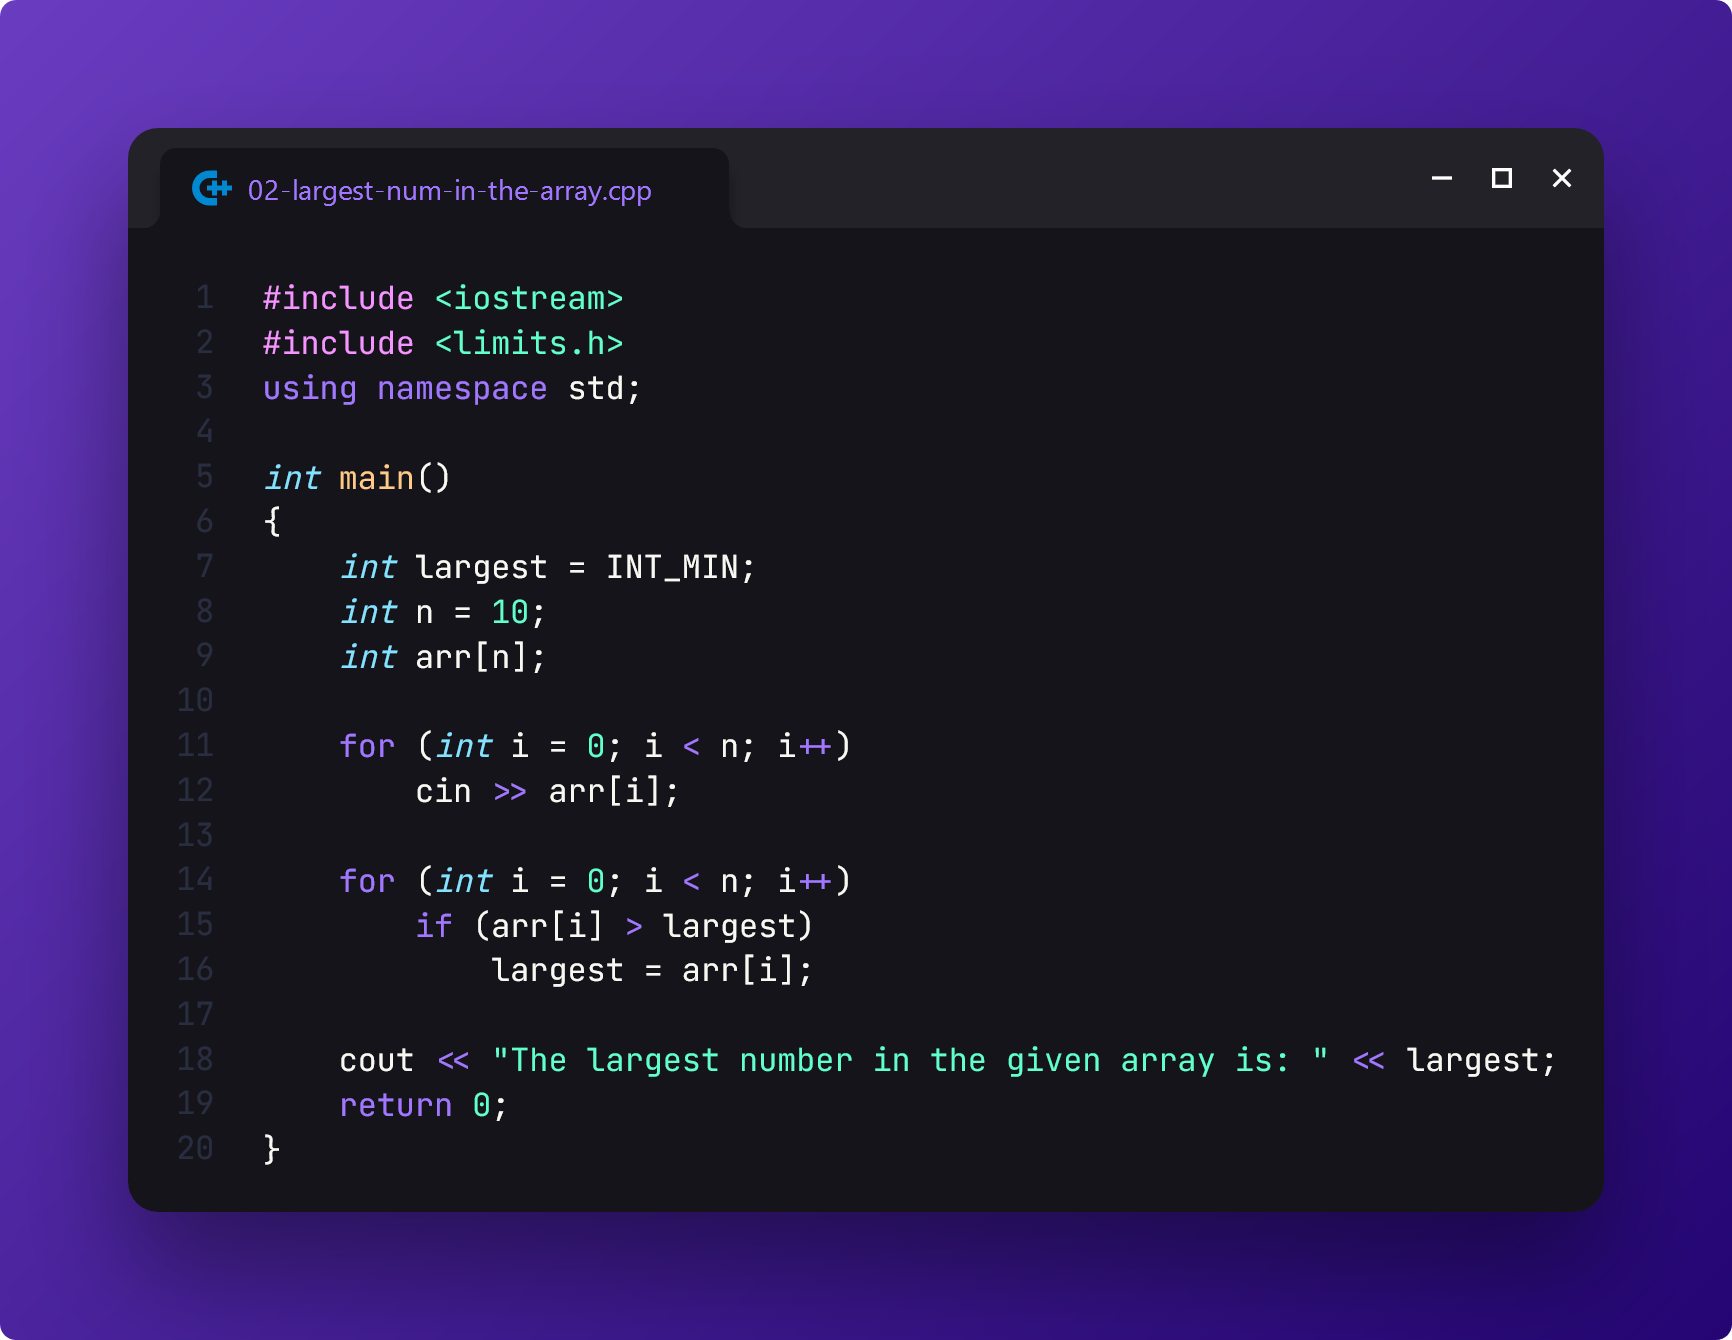 02-largest-num-in-the-array.cpp
1 #include <iostream>
2 #include <limits.h>
3 using namespace std;
4
5 int main()
6 {
7     int largest = INT_MIN;
8     int n = 10;
9     int arr[n];
10
11     for (int i = 0; i < n; i++)
12         cin >> arr[i];
13
14     for (int i = 0; i < n; i++)
15         if (arr[i] > largest)
16             largest = arr[i];
17
18     cout << "The largest number in the given array is: " << largest;
19     return 0;
20 }